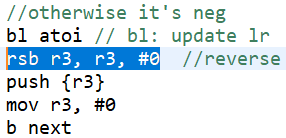 //otherwise it's neg
bl atoi // bl: update lr
rsb r3, r3, #0  //reverse
push {r3}
mov r3, #0
b next